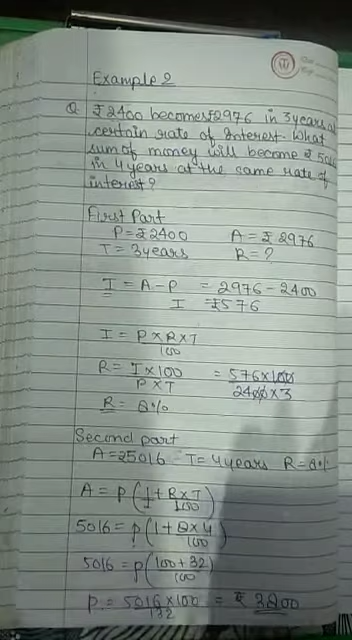 Example 2
Q ₹2400 becomes ₹2976 in 3 years at
certain rate of interest. What
sum of money will become ₹ 5016
in 4 years at the same rate of
interest?
First Part
P = ₹2400 A = ₹ 2976
T = 3 years R = ?
I = A - P = 2976 - 2400
I ₹576
I = P × R × T
100
R = I × 100 = 576 × 100
P × T 2400 × 3
R = 8%
Second part
A = 25016 T = 4 years R = 8%
A = P (1 + R × T)
100
5016 = P (1 + 8 × 4)
100
5016 = P (100 + 32)
100
P = 5016 × 100 = ₹ 3800
132